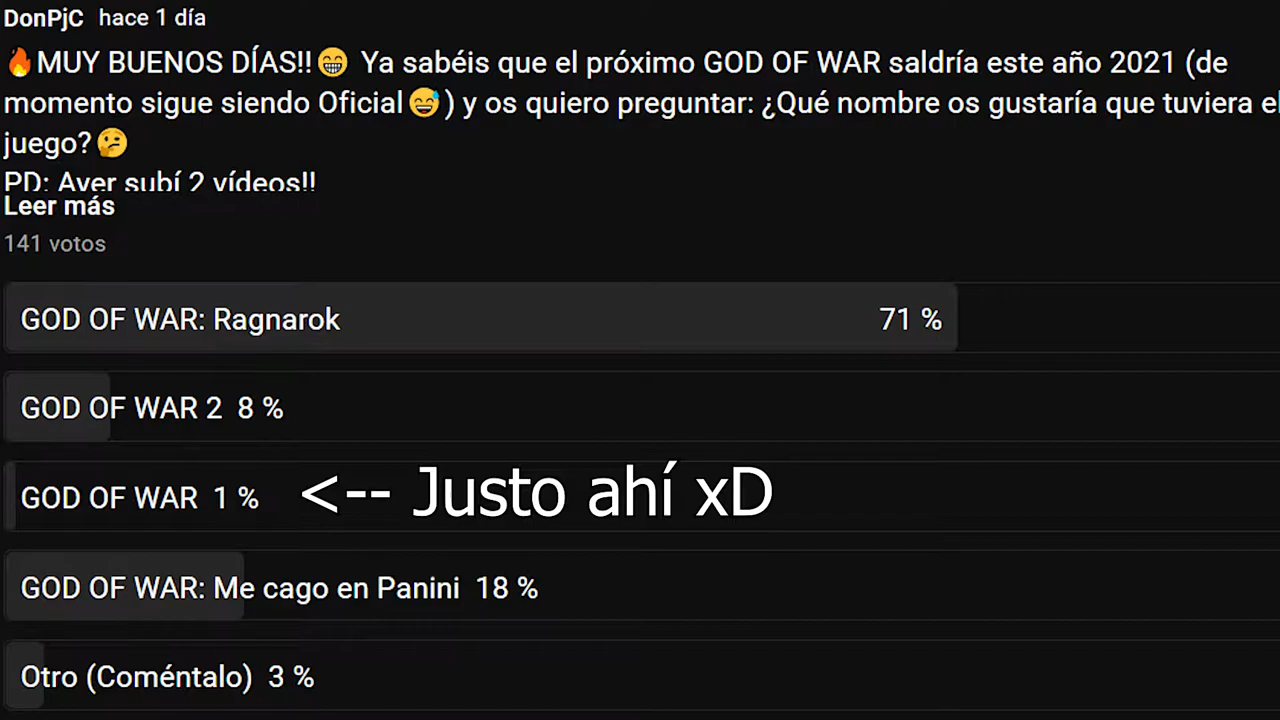 DonPjC hace 1 día
🔥MUY BUENOS DÍAS!!😁 Ya sabéis que el próximo GOD OF WAR saldría este año 2021 (de
momento sigue siendo Oficial😅) y os quiero preguntar: ¿Qué nombre os gustaría que tuviera el
juego?🤔
PD: Ayer subí 2 vídeos!!
Leer más
141 votos
GOD OF WAR: Ragnarok 71 %
GOD OF WAR 2 8 %
GOD OF WAR 1 % <-- Justo ahí xD
GOD OF WAR: Me cago en Panini 18 %
Otro (Coméntalo) 3 %